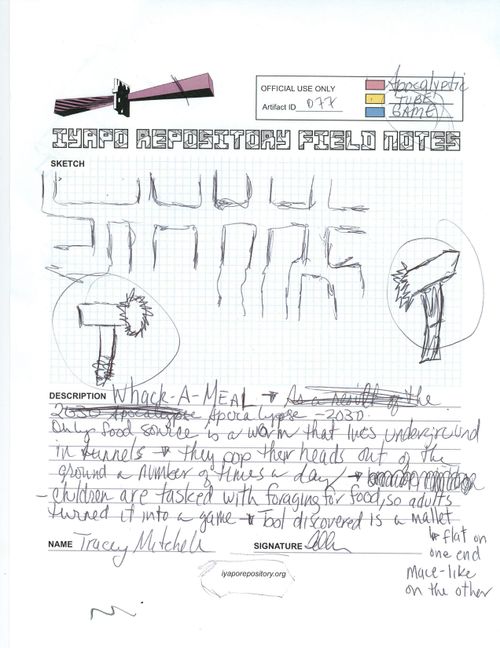 OFFICIAL USE ONLY
Artifact ID 077
Apocalyptic
TUBE
GAME
IYAPO REPOSITORY FIELD NOTES
SKETCH
DESCRIPTION Whack-A-MEAL → As a result of the
2030 Apocalypse Apocalypse - 2030.
Only food source is a worm that lives underground
in tunnels → they pop their heads out of the
ground a number of times a day →
- children are tasked with foraging for food, so adults
turned it into a game → Tool discovered is a mallet
↳ flat on
one end
mace-like
on the other
NAME Tracey Mitchell
SIGNATURE
iyaporepository.org